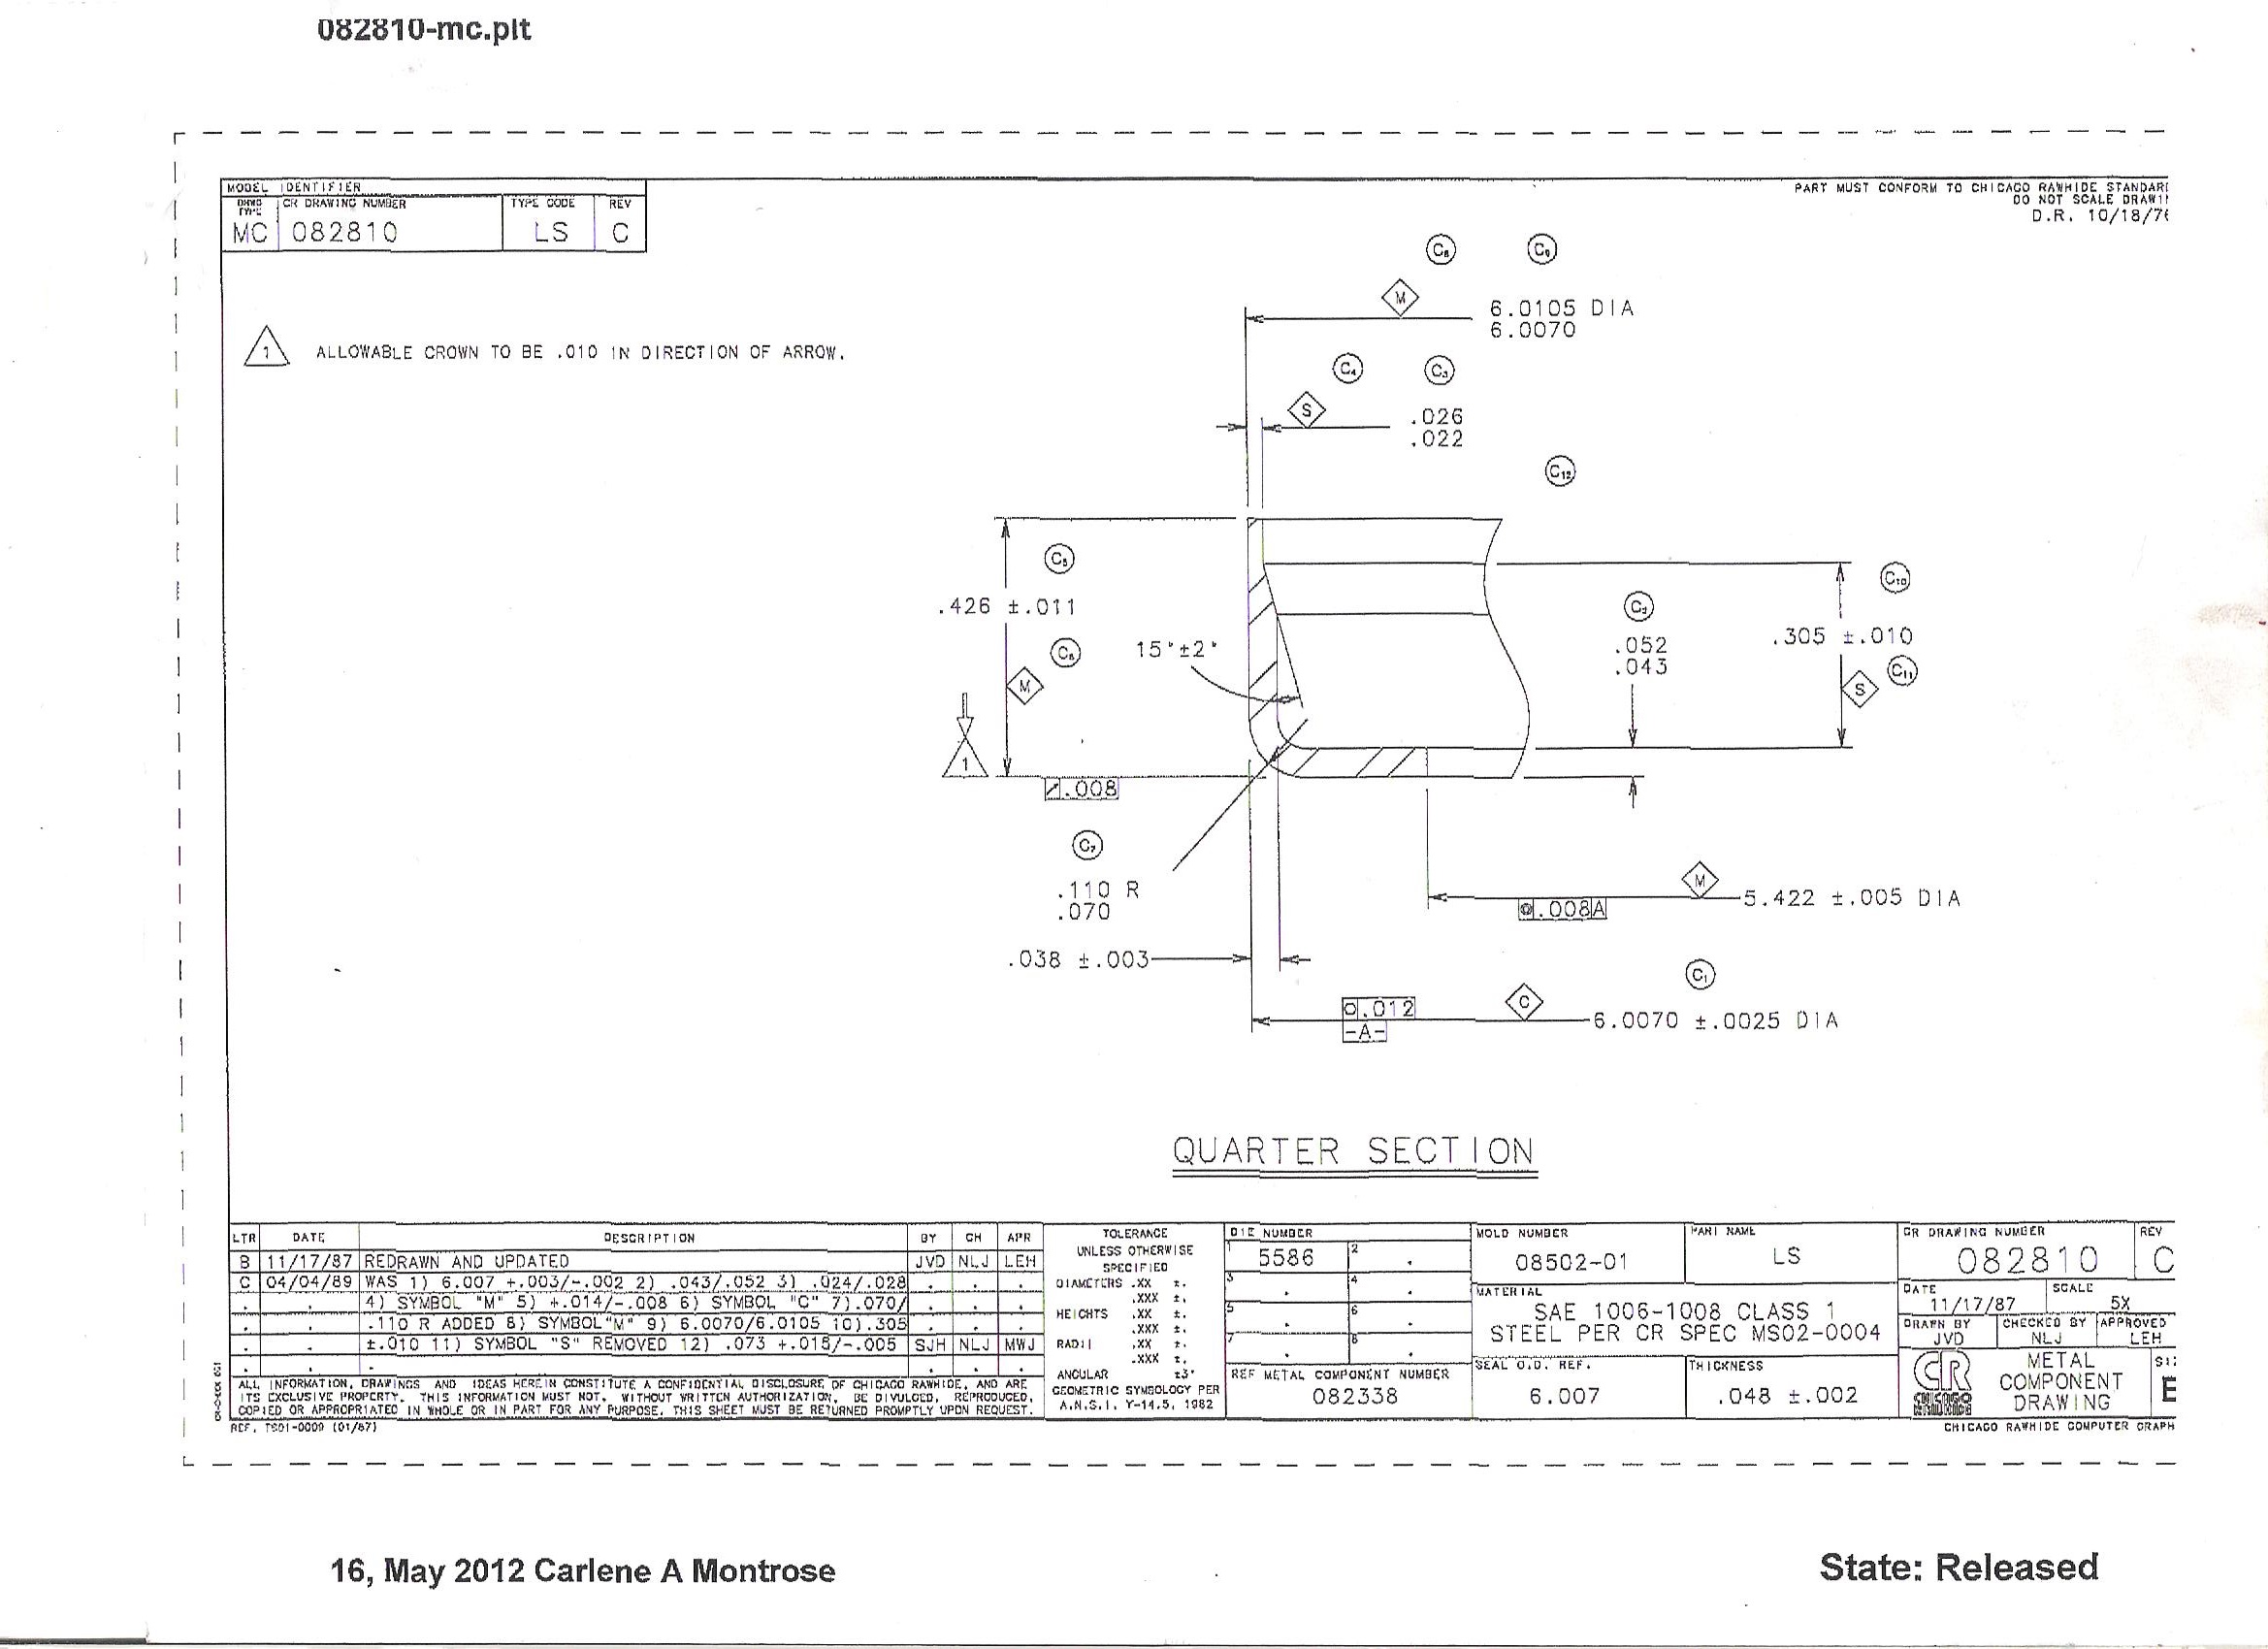 082810-mc.plt
MODEL IDENTIFIER
DRWG TYPE
CR DRAWING NUMBER
TYPE CODE
REV
MC
082810
LS
C
PART MUST CONFORM TO CHICAGO RAWHIDE STANDARD
DO NOT SCALE DRAWI
D.R. 10/18/76
1
ALLOWABLE CROWN TO BE .010 IN DIRECTION OF ARROW.
C8
C9
M
6.0105 DIA
6.0070
C4
C3
S
.026
.022
C12
C5
.426 ±.011
C6
M
15°±2°
C2
.052
.043
C10
.305 ±.010
C11
S
1
.008
C7
.110 R
.070
M
5.422 ±.005 DIA
.008 A
.038 ±.003
C1
.012
C
-A-
6.0070 ±.0025 DIA
QUARTER SECTION
LTR
DATE
DESCRIPTION
BY
CH
APR
B 11/17/87 REDRAWN AND UPDATED JVD NLJ LEH
C 04/04/89 WAS 1) 6.007 +.003/-.002 2) .043/.052 3) .024/.028
4) SYMBOL "M" 5) +.014/-.008 6) SYMBOL "C" 7).070/
.110 R ADDED 8) SYMBOL"M" 9) 6.0070/6.0105 10).305
±.010 11) SYMBOL "S" REMOVED 12) .073 +.015/-.005 SJH NLJ MWJ
ALL INFORMATION, DRAWINGS AND IDEAS HEREIN CONSTITUTE A CONFIDENTIAL DISCLOSURE OF CHICAGO RAWHIDE, AND ARE
ITS EXCLUSIVE PROPERTY. THIS INFORMATION MUST NOT, WITHOUT WRITTEN AUTHORIZATION, BE DIVULGED, REPRODUCED,
COPIED OR APPROPRIATED IN WHOLE OR IN PART FOR ANY PURPOSE. THIS SHEET MUST BE RETURNED PROMPTLY UPON REQUEST.
REF. TS01-0009 (01/87)
TOLERANCE
UNLESS OTHERWISE
SPECIFIED
DIAMETERS .XX ±.
.XXX ±.
HEIGHTS .XX ±.
.XXX ±.
RADII .XX ±.
.XXX ±.
ANGULAR ±3°
GEOMETRIC SYMBOLOGY PER
A.N.S.I. Y-14.5, 1982
DIE NUMBER
1 5586
2
3
4
5
6
7
8
REF METAL COMPONENT NUMBER
082338
MOLD NUMBER
08502-01
PART NAME
LS
MATERIAL
SAE 1006-1008 CLASS 1
STEEL PER CR SPEC MS02-0004
SEAL O.D. REF.
6.007
THICKNESS
.048 ±.002
CR DRAWING NUMBER
082810
REV
C
DATE
11/17/87
SCALE
5X
DRAWN BY
JVD
CHECKED BY
NLJ
APPROVED
LEH
CR
CHICAGO
RAWHIDE
METAL
COMPONENT
DRAWING
CHICAGO RAWHIDE COMPUTER GRAPH
16, May 2012 Carlene A Montrose
State: Released